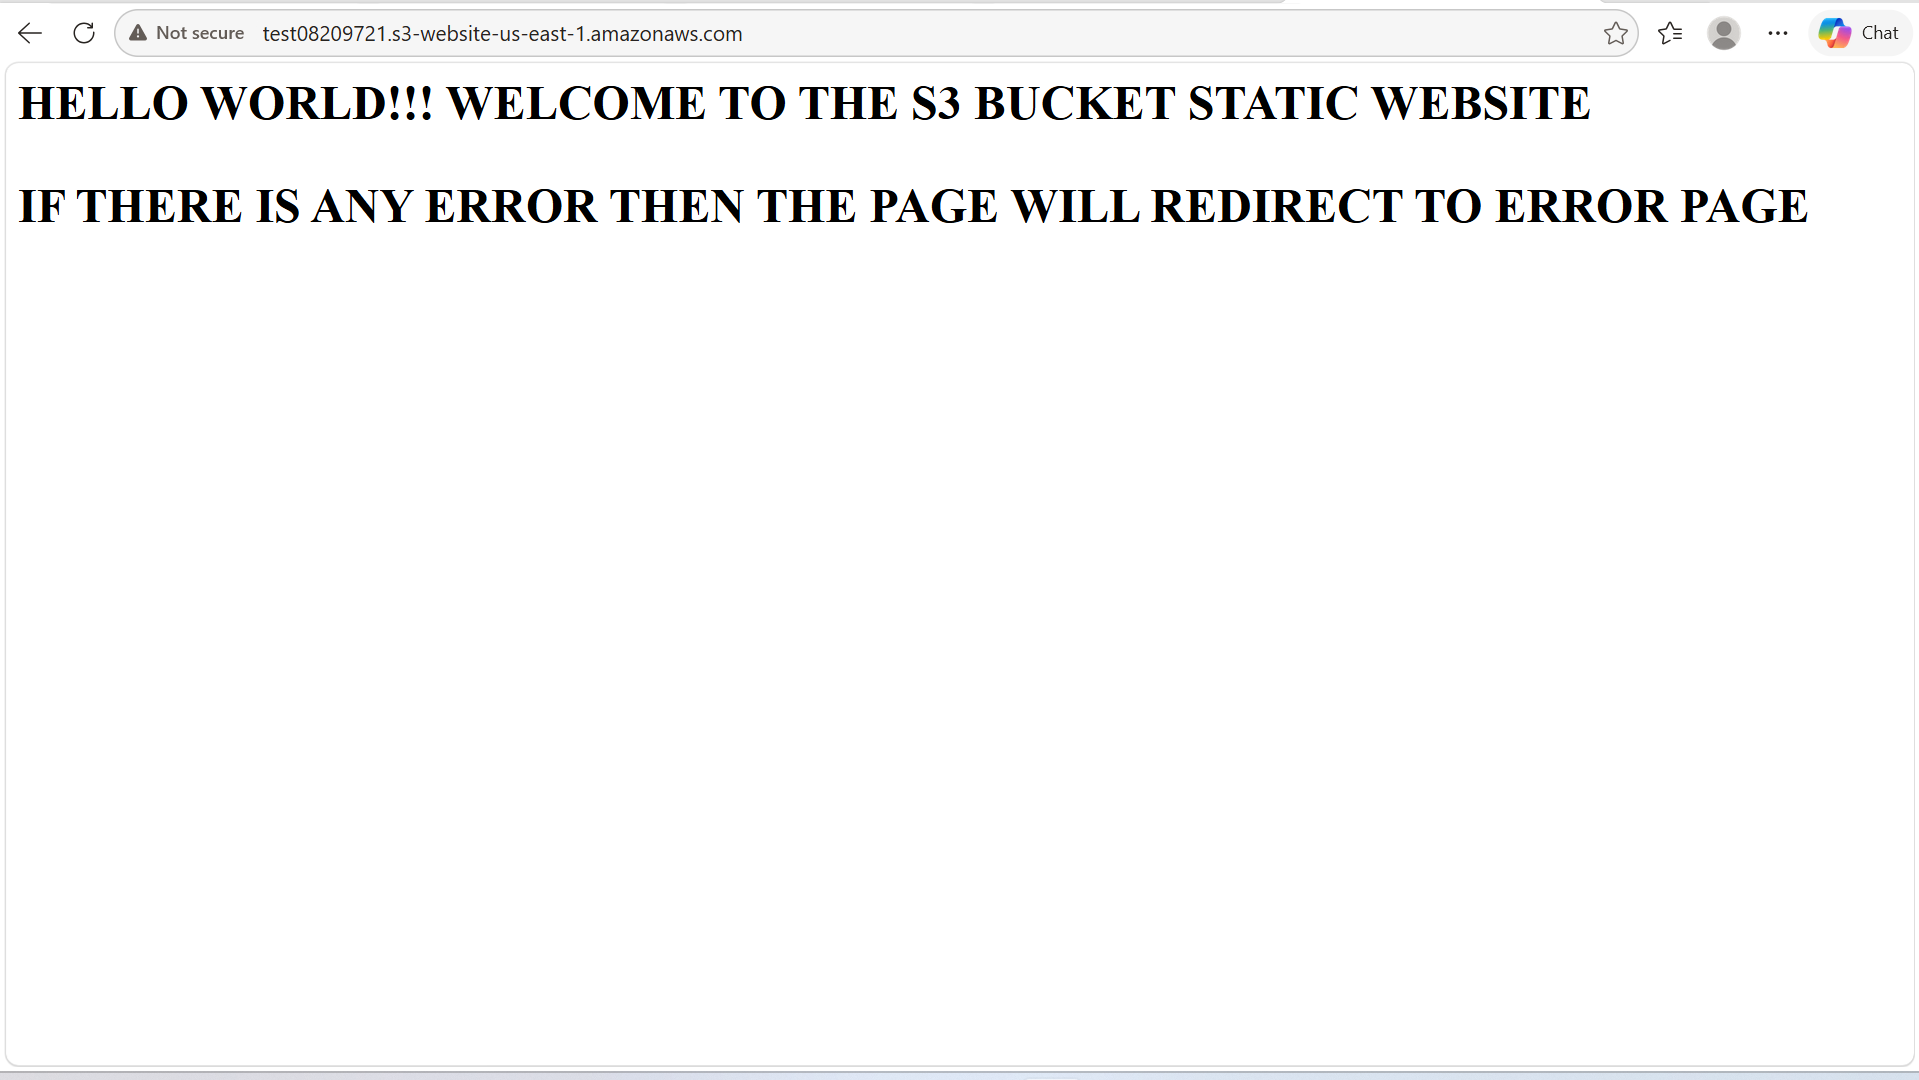 Not secure test08209721.s3-website-us-east-1.amazonaws.com Chat
HELLO WORLD!!! WELCOME TO THE S3 BUCKET STATIC WEBSITE
IF THERE IS ANY ERROR THEN THE PAGE WILL REDIRECT TO ERROR PAGE